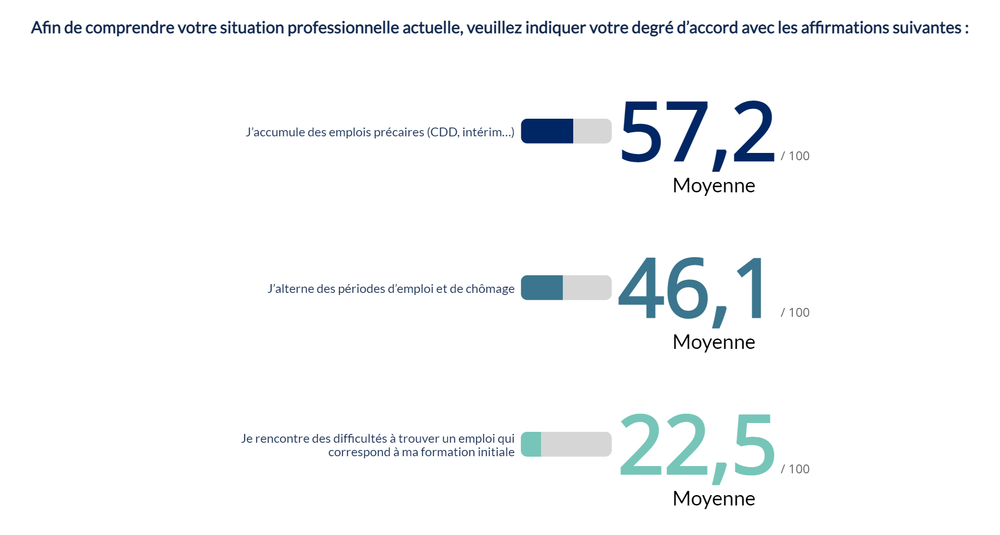 Afin de comprendre votre situation professionnelle actuelle, veuillez indiquer votre degré d’accord avec les affirmations suivantes :
J’accumule des emplois précaires (CDD, intérim…)
57,2 / 100
Moyenne
J’alterne des périodes d’emploi et de chômage
46,1 / 100
Moyenne
Je rencontre des difficultés à trouver un emploi qui
correspond à ma formation initiale
22,5 / 100
Moyenne